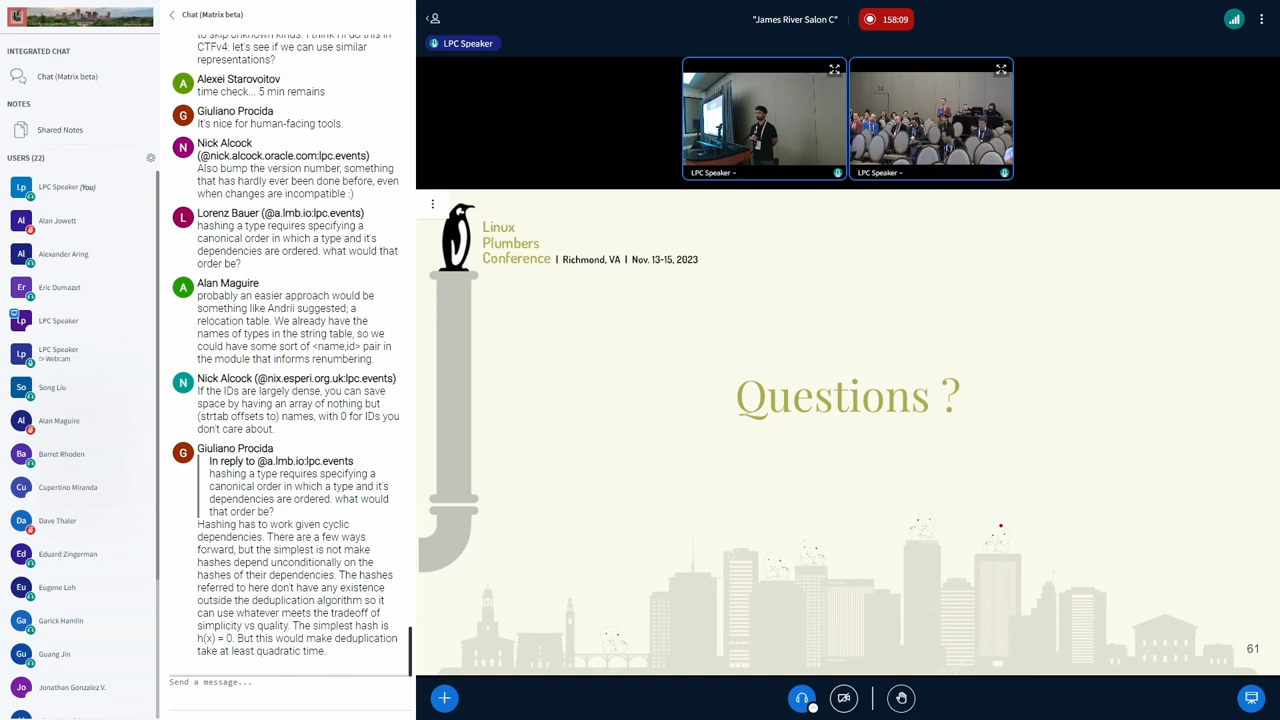 INTEGRATED CHAT
Chat (Matrix beta)
NOTES
Shared Notes
USERS (22)
Lp LPC Speaker (You)
Al Alan Jowett
Al Alexander Aring
Er Eric Dumazet
Lp LPC Speaker
Lp LPC Speaker
Webcam
So Song Liu
Al Alan Maguire
Ba Barret Rhoden
Cu Cupertino Miranda
Da Dave Thaler
Ed Eduard Zingerman
Eu Eugene Loh
Ga Garick Hamlin
Gu Guang Jin
Jo Jonathan Gonzalez V.
Chat (Matrix beta)
to skip unknown kinds. I think I'll do this in
CTFv4: let's see if we can use similar
representations?
A Alexei Starovoitov
time check... 5 min remains
G Giuliano Procida
It's nice for human-facing tools.
N Nick Alcock
(@nick.alcock.oracle.com:lpc.events)
Also bump the version number, something
that has hardly ever been done before, even
when changes are incompatible :)
L Lorenz Bauer (@a.lmb.io:lpc.events)
hashing a type requires specifying a
canonical order in which a type and it's
dependencies are ordered. what would that
order be?
A Alan Maguire
probably an easier approach would be
something like Andrii suggested; a
relocation table. We already have the
names of types in the string table, so we
could have some sort of <name,id> pair in
the module that informs renumbering.
N Nick Alcock (@nix.esperi.org.uk:lpc.events)
If the IDs are largely dense, you can save
space by having an array of nothing but
(strtab offsets to) names, with 0 for IDs you
don't care about.
G Giuliano Procida
In reply to @a.lmb.io:lpc.events
hashing a type requires specifying a
canonical order in which a type and it's
dependencies are ordered. what would
that order be?
Hashing has to work given cyclic
dependencies. There are a few ways
forward, but the simplest is not make
hashes depend unconditionally on the
hashes of their dependencies. The hashes
referred to here don't have any existence
outside the deduplication algorithm so it
can use whatever meets the tradeoff of
simplicity vs quality. The simplest hash is
h(x) = 0. But this would make deduplication
take at least quadratic time.
Send a message...
"James River Salon C"
158:09
LPC Speaker
LPC Speaker
LPC Speaker
Linux
Plumbers
Conference | Richmond, VA | Nov. 13-15, 2023
Questions ?
61